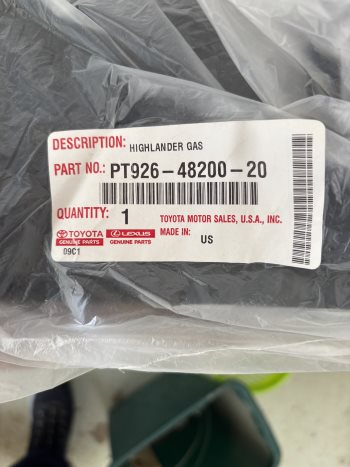 DESCRIPTION: HIGHLANDER GAS
PART NO.: PT926-48200-20
QUANTITY: 1
TOYOTA MOTOR SALES, U.S.A., INC.
TOYOTA
GENUINE PARTS
LEXUS
GENUINE PARTS
MADE IN: US
09C1